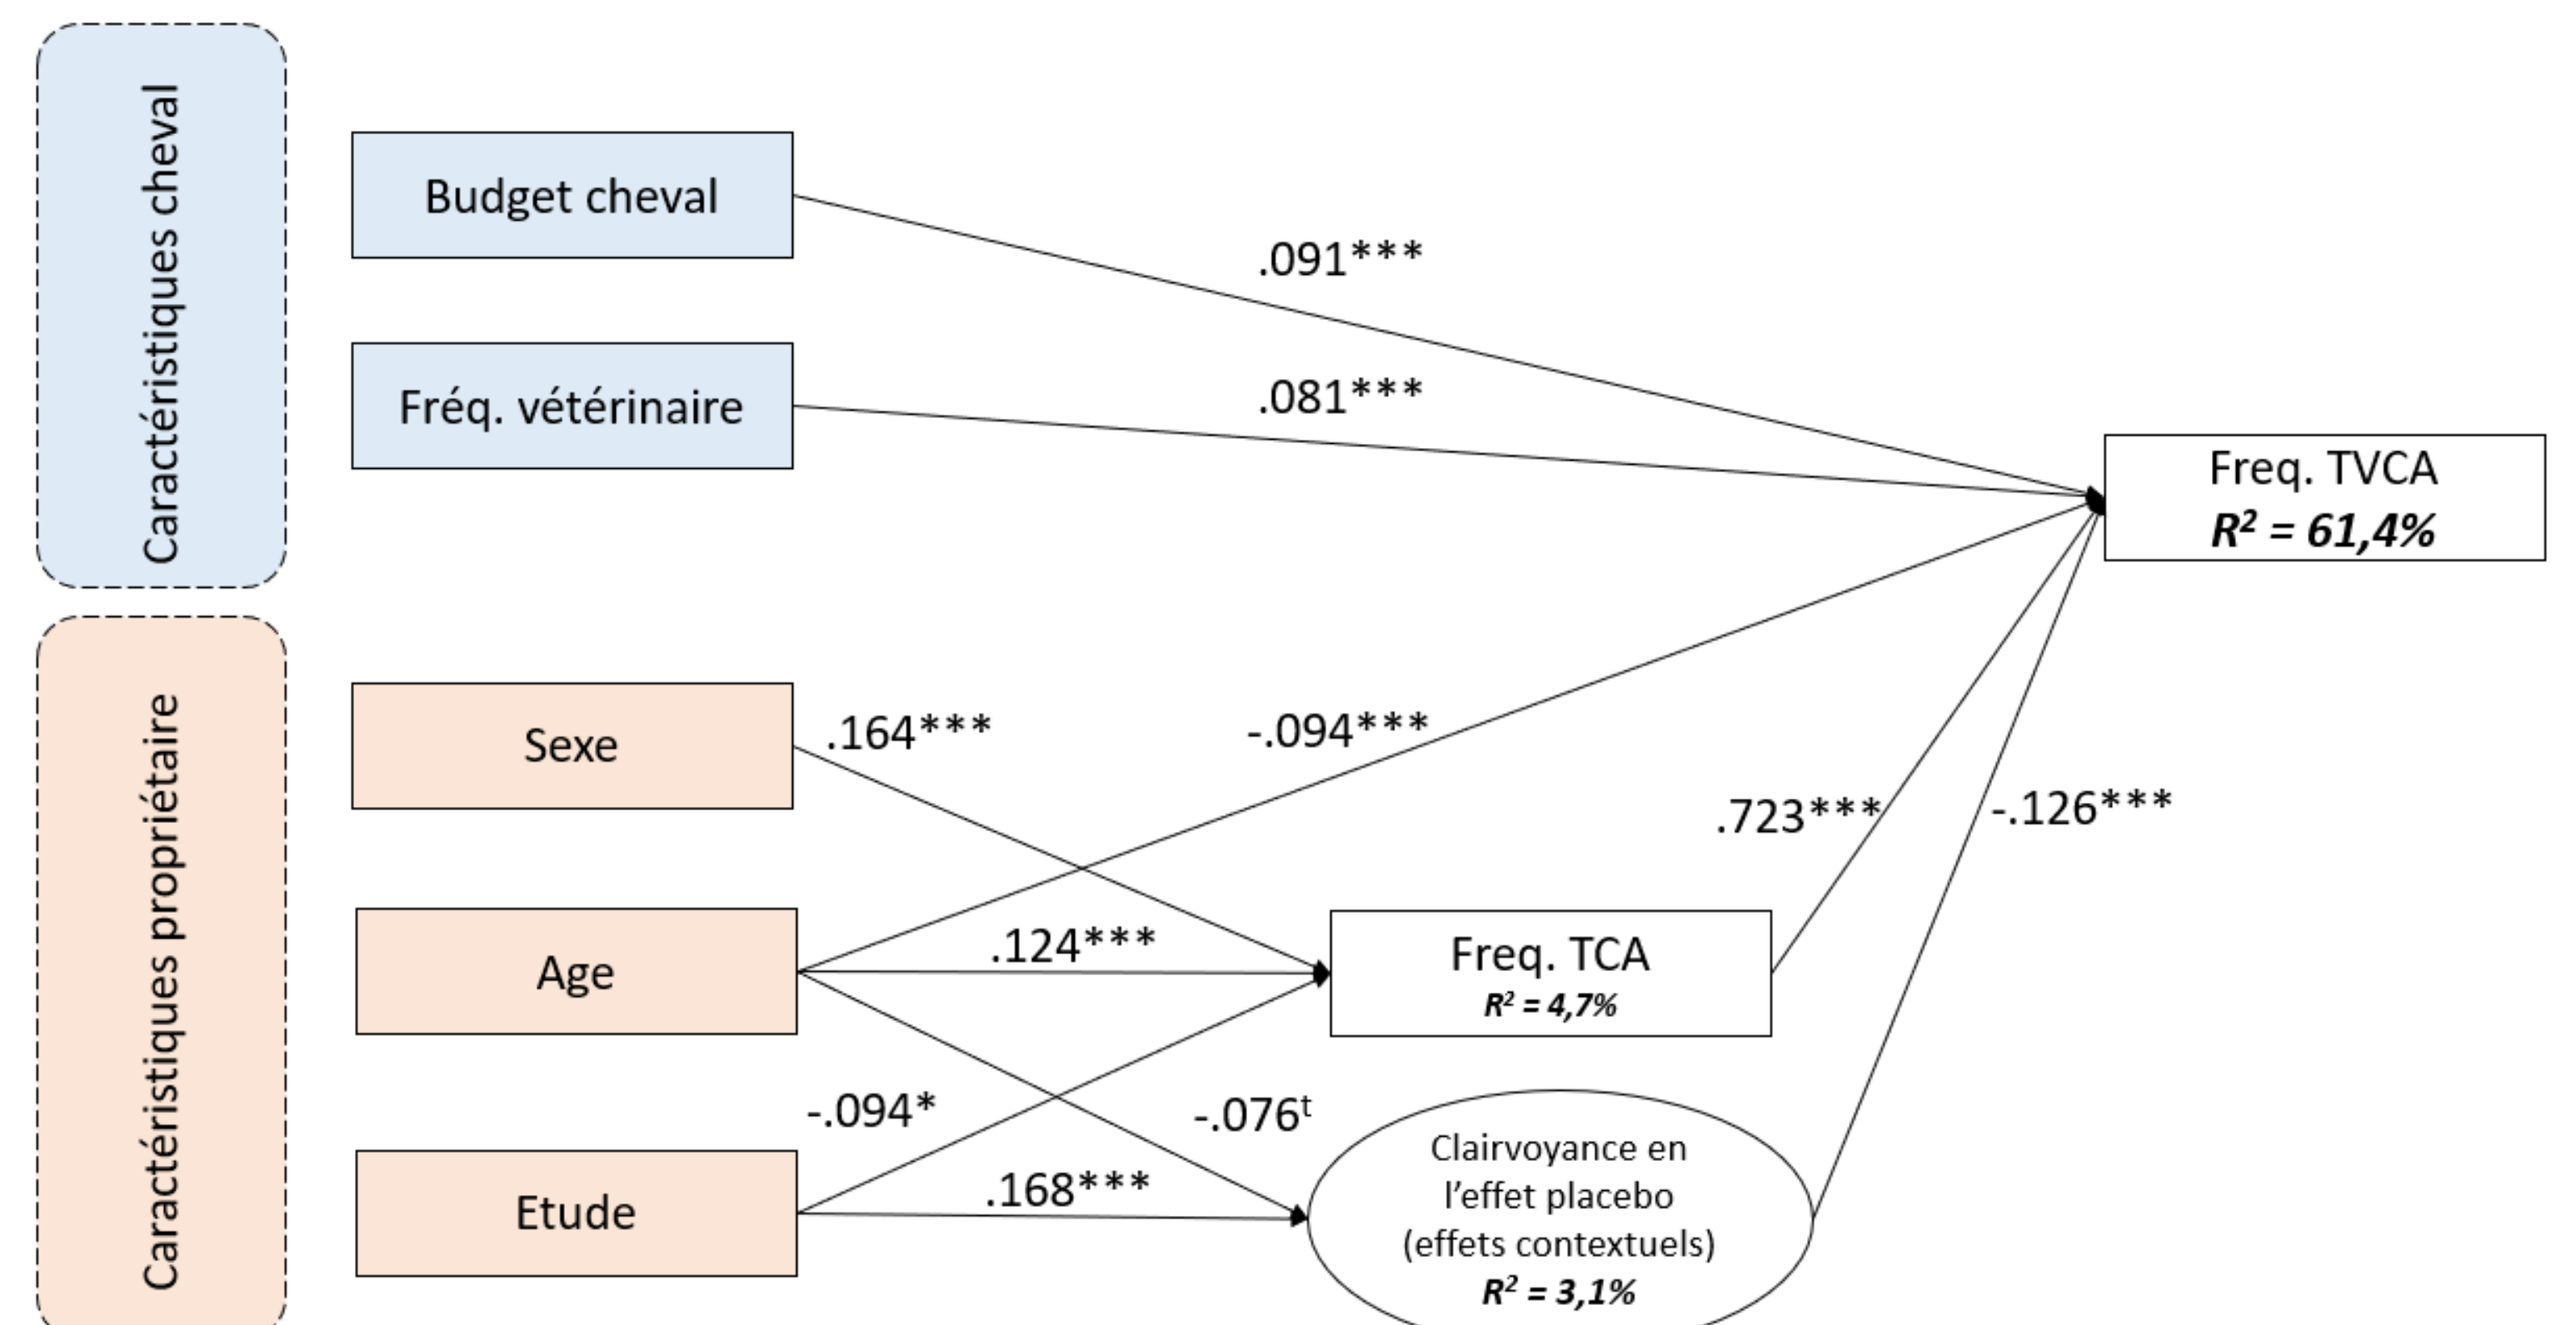 Caractéristiques cheval
Budget cheval
.091***
Fréq. vétérinaire
.081***
Freq. TVCA
R² = 61,4%
Caractéristiques propriétaire
Sexe
.164***
-.094***
.723***
-.126***
Age
.124***
Freq. TCA
R² = 4,7%
-.094*
-.076ᵗ
Etude
.168***
Clairvoyance en
l’effet placebo
(effets contextuels)
R² = 3,1%